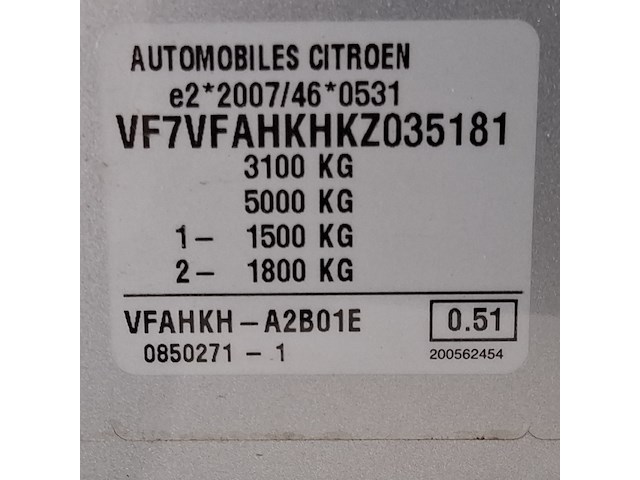 AUTOMOBILES CITROEN
e2*2007/46*0531
VF7VFAHKHKZ035181
3100 KG
5000 KG
1- 1500 KG
2- 1800 KG
VFAHKH-A2B01E 0.51
0850271-1 200562454